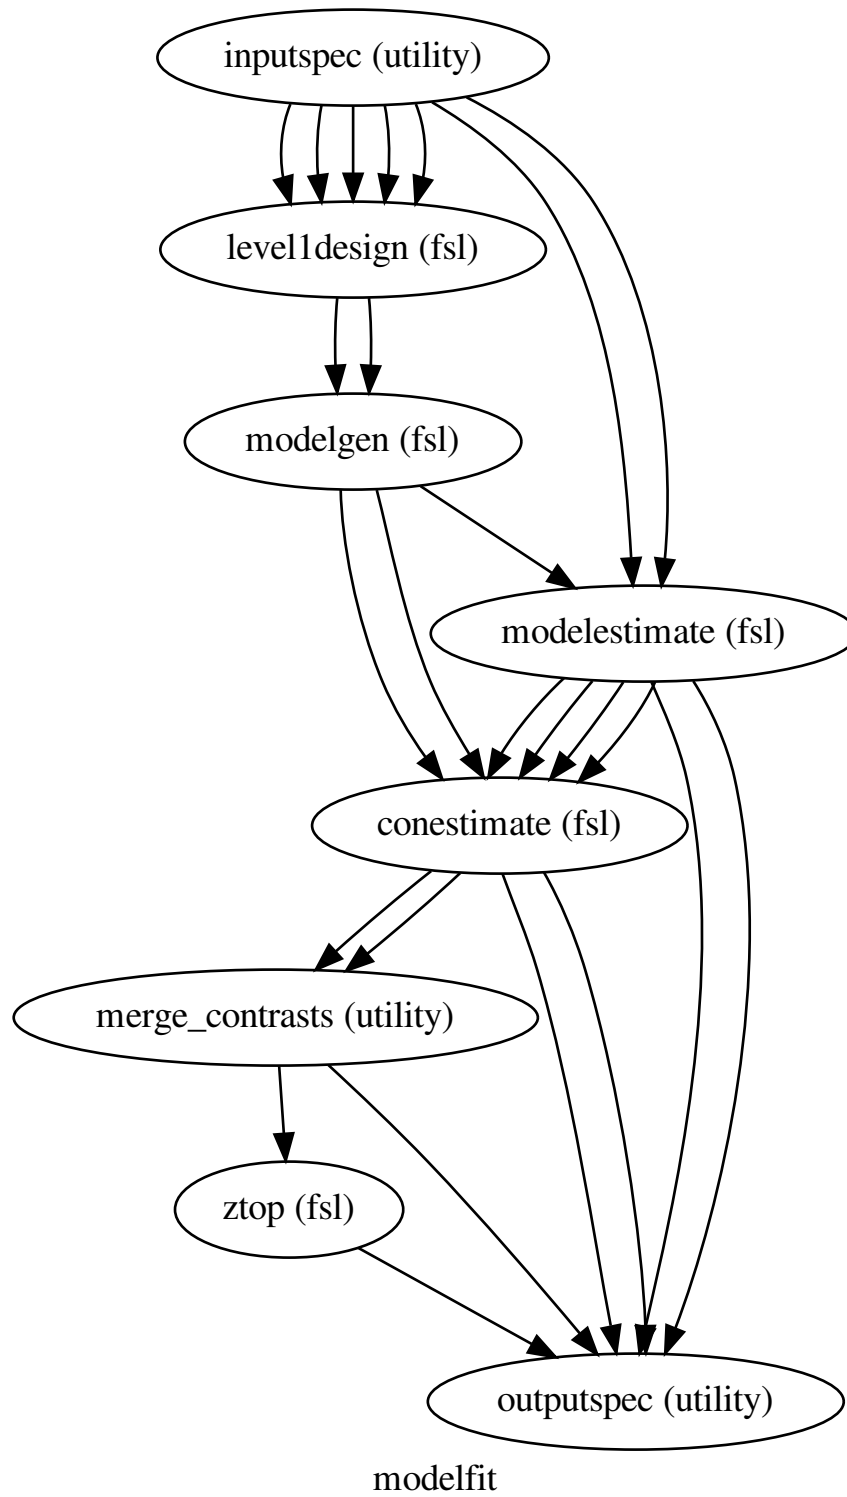 inputspec (utility)
level1design (fsl)
modelgen (fsl)
modelestimate (fsl)
conestimate (fsl)
merge_contrasts (utility)
ztop (fsl)
outputspec (utility)
modelfit